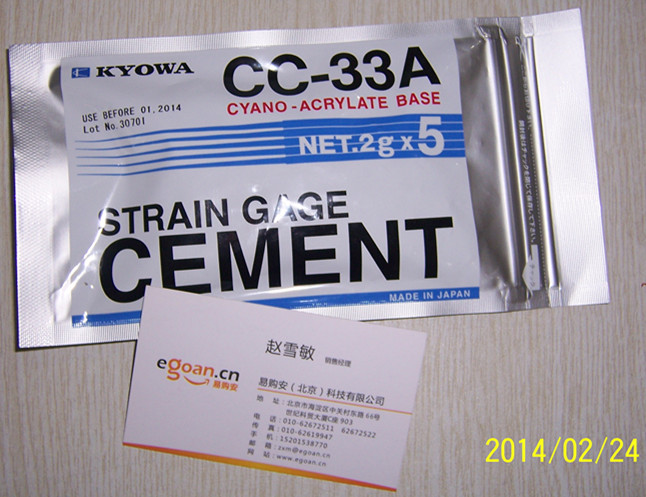 KYOWA
CC-33A
CYANO-ACRYLATE BASE
USE BEFORE 01, 2014
Lot No.30701
NET.2g x 5
STRAIN GAGE
CEMENT
MADE IN JAPAN
egoan.cn
易购安
赵雪敏 销售经理
易购安（北京）科技有限公司
地 址：北京市海淀区中关村东路66号
世纪科贸大厦C座903
电 话：010-62672511 62672522
传 真：010-62619947
手 机：15201538770
邮 箱：zxm@egoan.cn
网 站：www.egoan.cn
2014/02/24